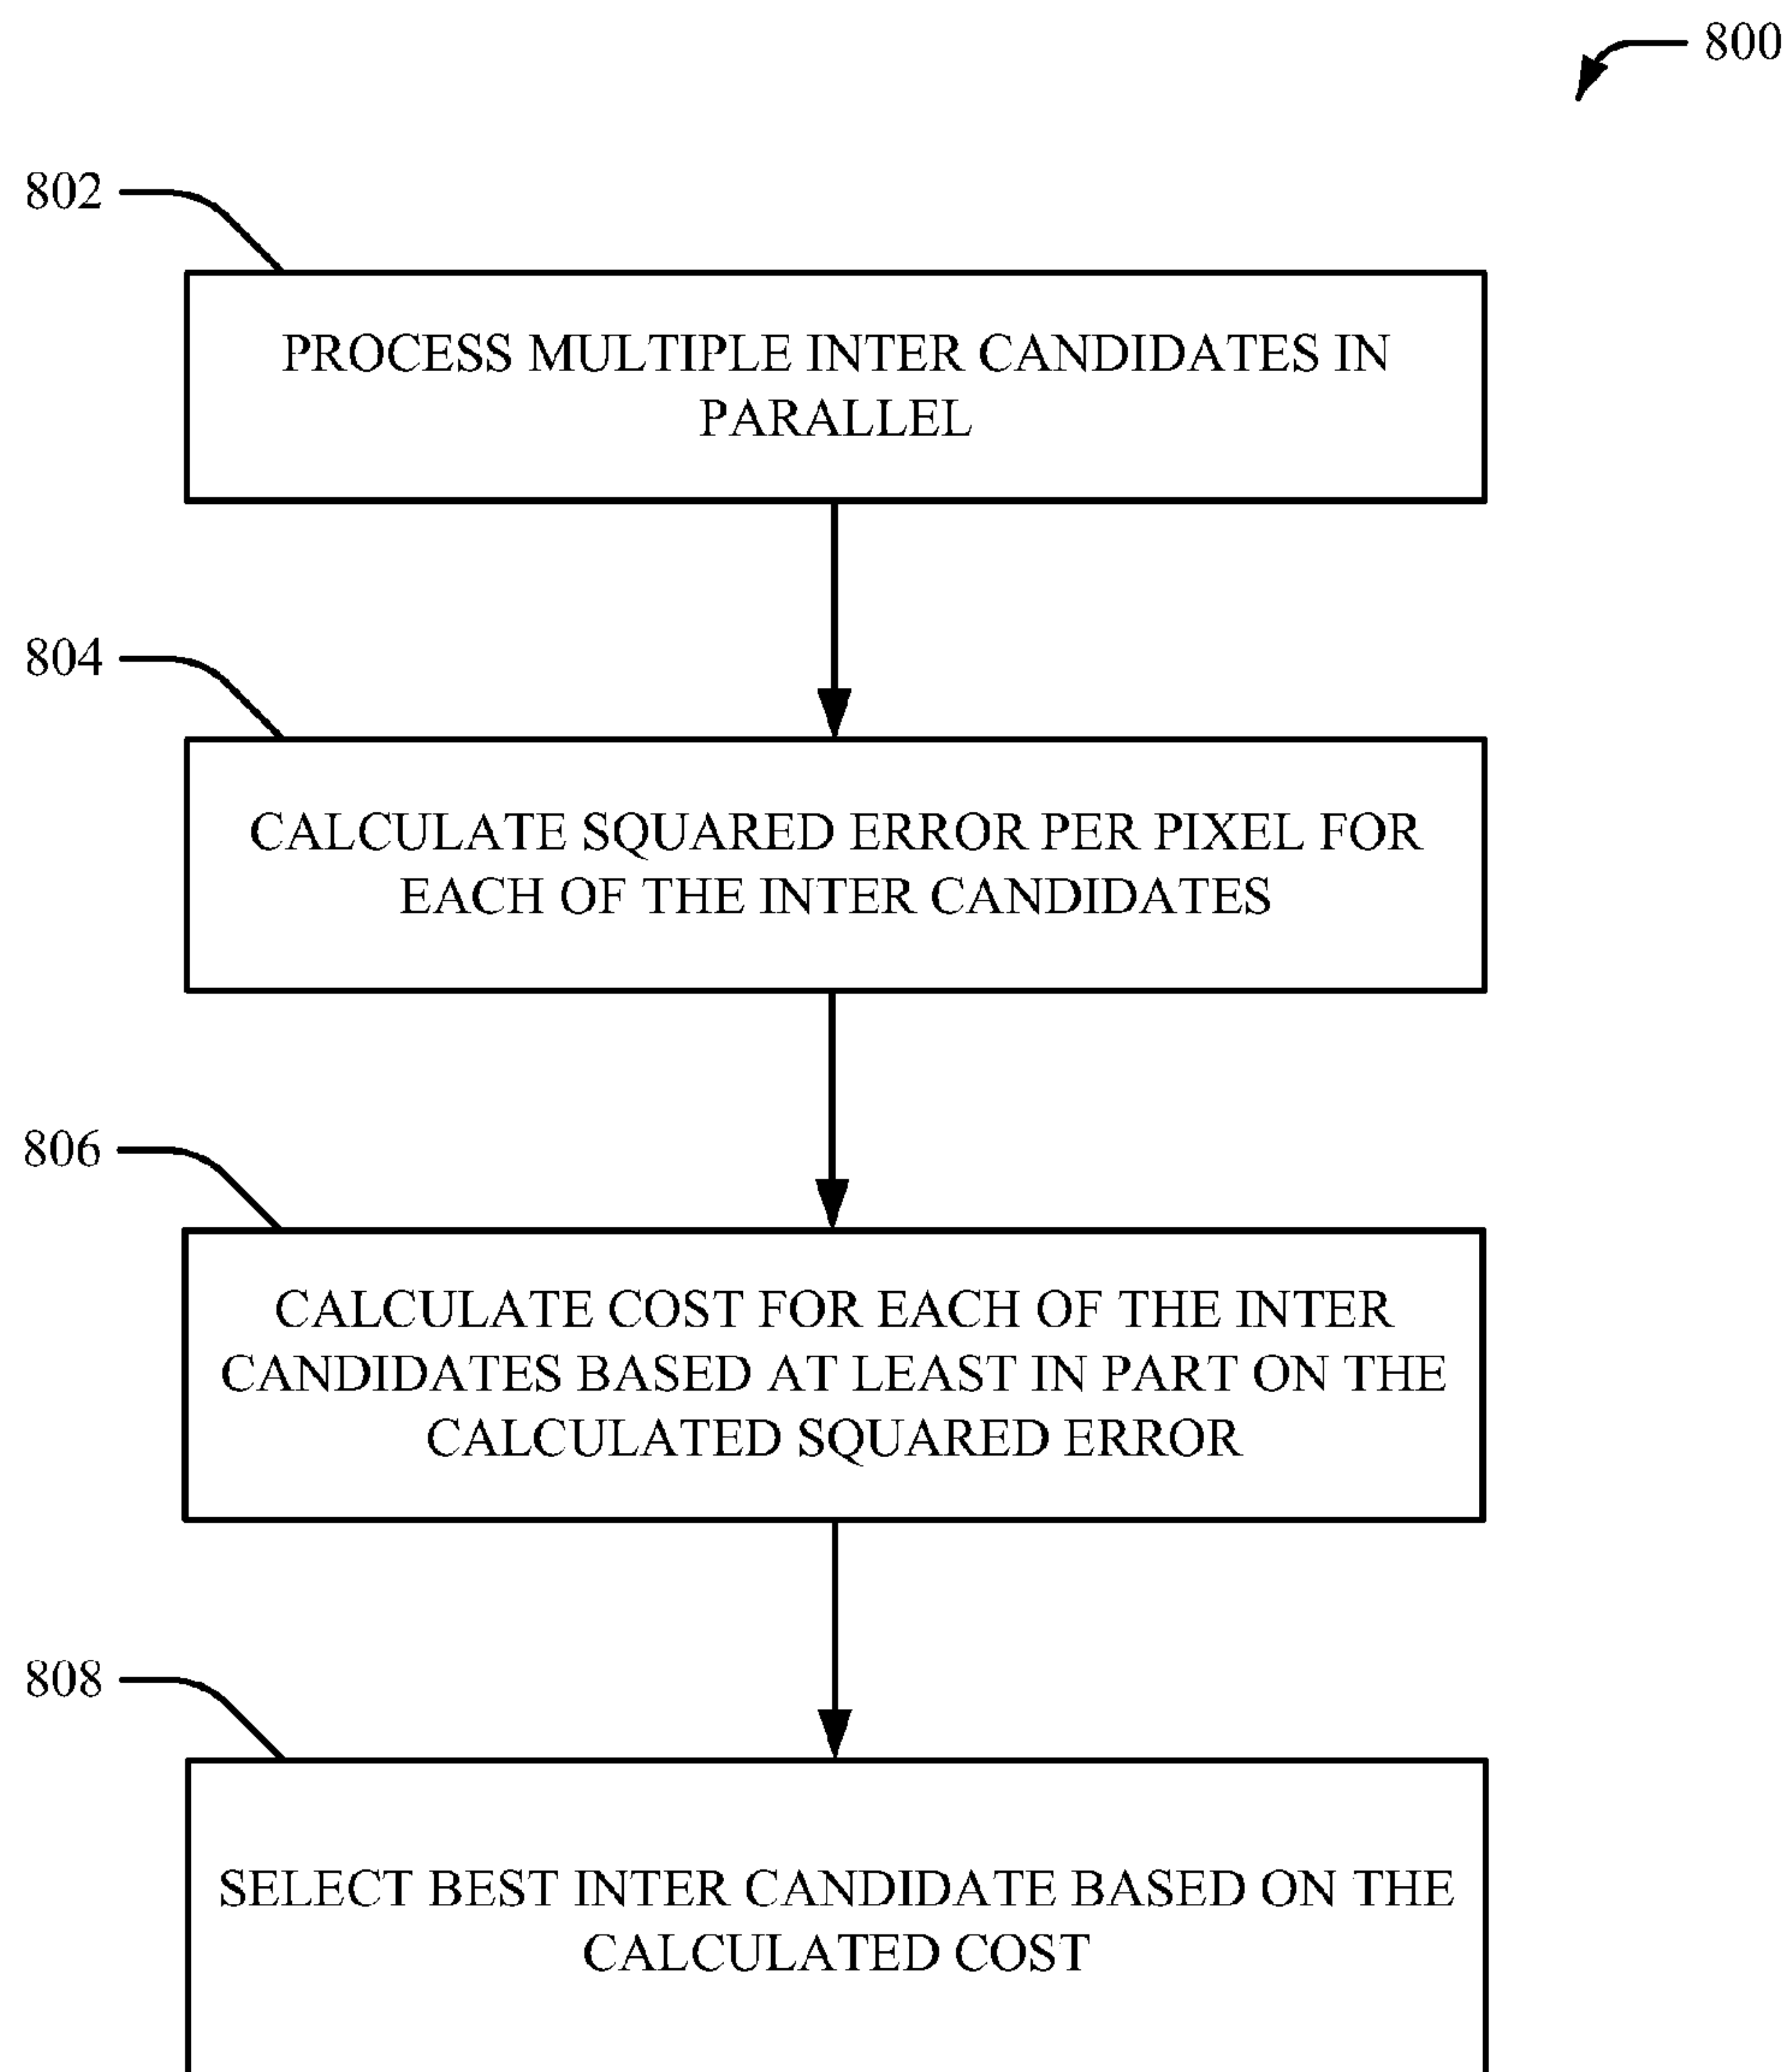 800
802
PROCESS MULTIPLE INTER CANDIDATES IN
PARALLEL
804
CALCULATE SQUARED ERROR PER PIXEL FOR
EACH OF THE INTER CANDIDATES
806
CALCULATE COST FOR EACH OF THE INTER
CANDIDATES BASED AT LEAST IN PART ON THE
CALCULATED SQUARED ERROR
808
SELECT BEST INTER CANDIDATE BASED ON THE
CALCULATED COST